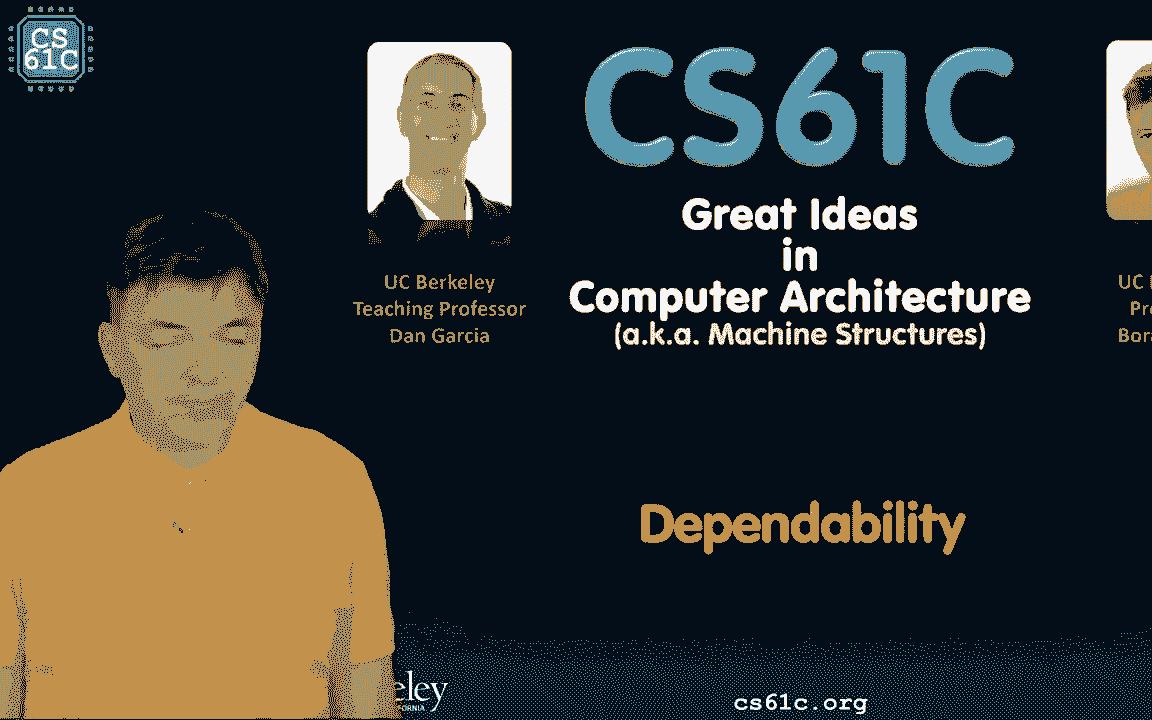 CS
61C
CS61C
Great Ideas
in
Computer Architecture
(a.k.a. Machine Structures)
UC Berkeley
Teaching Professor
Dan Garcia
UC
Dependability
cs61c.org